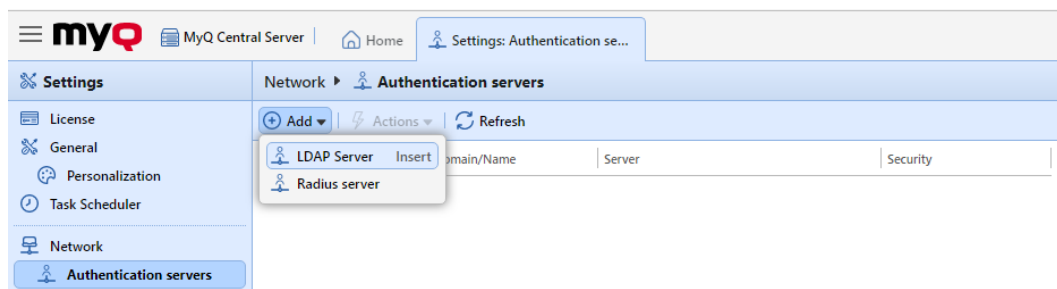 myQ MyQ Central Server Home Settings: Authentication se...
Settings
Network Authentication servers
License
General
Personalization
Task Scheduler
Network
Authentication servers
Add Actions Refresh
LDAP Server Insert
Radius server
omain/Name Server Security